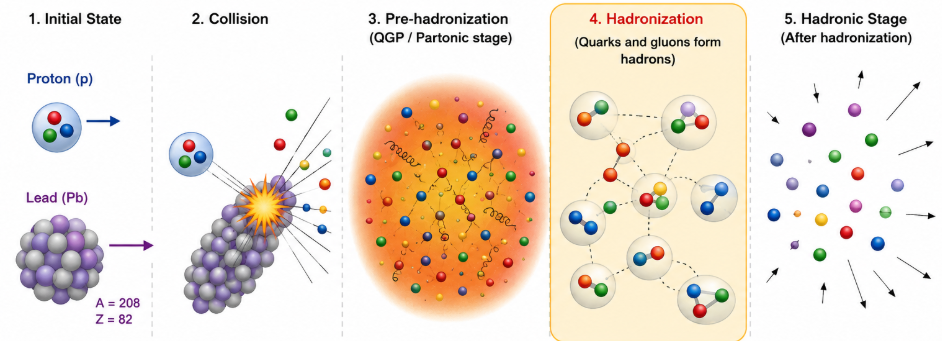 1. Initial State
2. Collision
3. Pre-hadronization
(QGP / Partonic stage)
4. Hadronization
(Quarks and gluons form
hadrons)
5. Hadronic Stage
(After hadronization)
Proton (p)
Lead (Pb)
A = 208
Z = 82